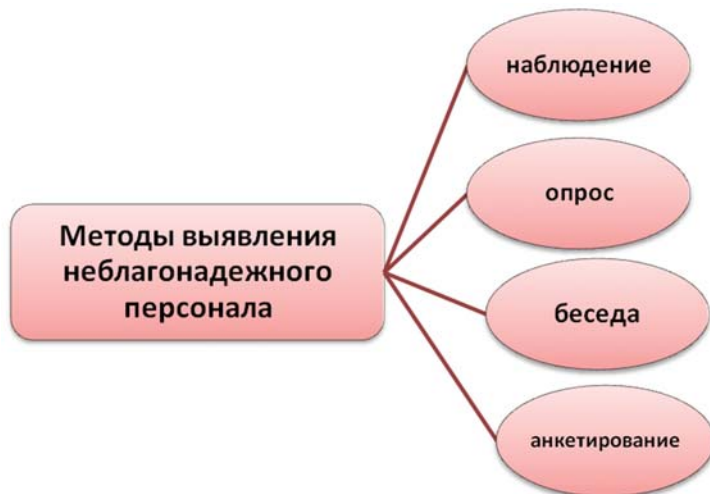 Методы выявления
неблагонадежного
персонала
наблюдение
опрос
беседа
анкетирование